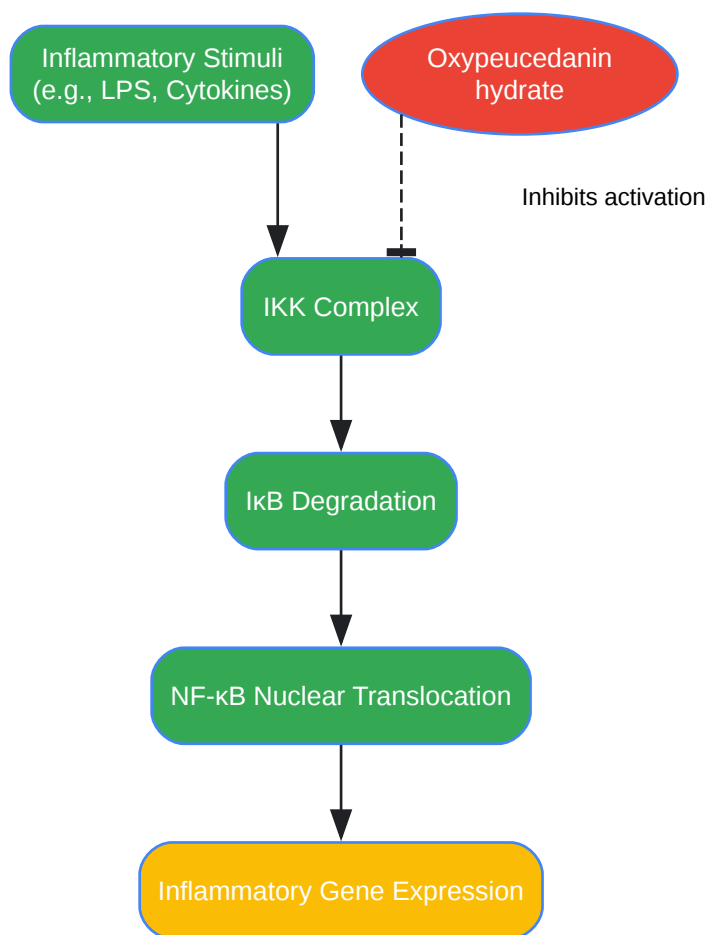 Inflammatory Stimuli
(e.g., LPS, Cytokines)
Oxypeucedanin
hydrate
Inhibits activation
IKK Complex
IκB Degradation
NF-κB Nuclear Translocation
Inflammatory Gene Expression